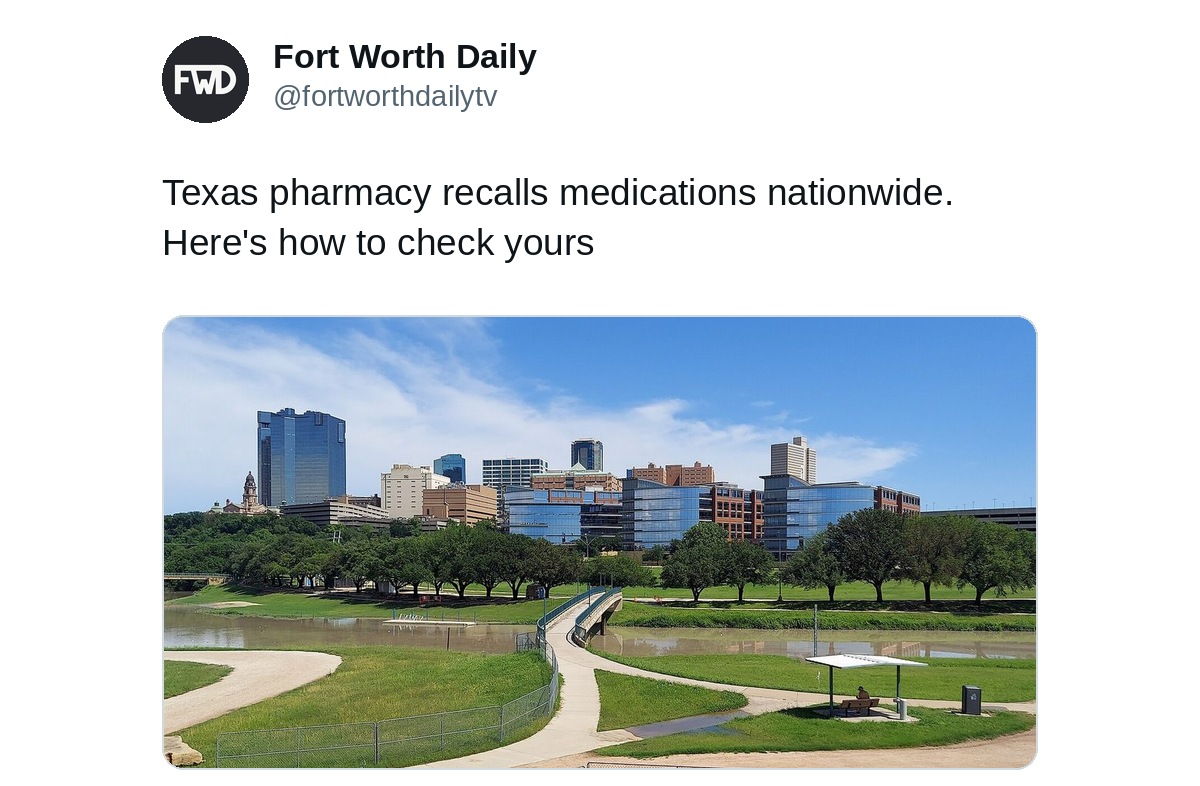 FWD
Fort Worth Daily
@fortworthdailytv
Texas pharmacy recalls medications nationwide.
Here's how to check yours